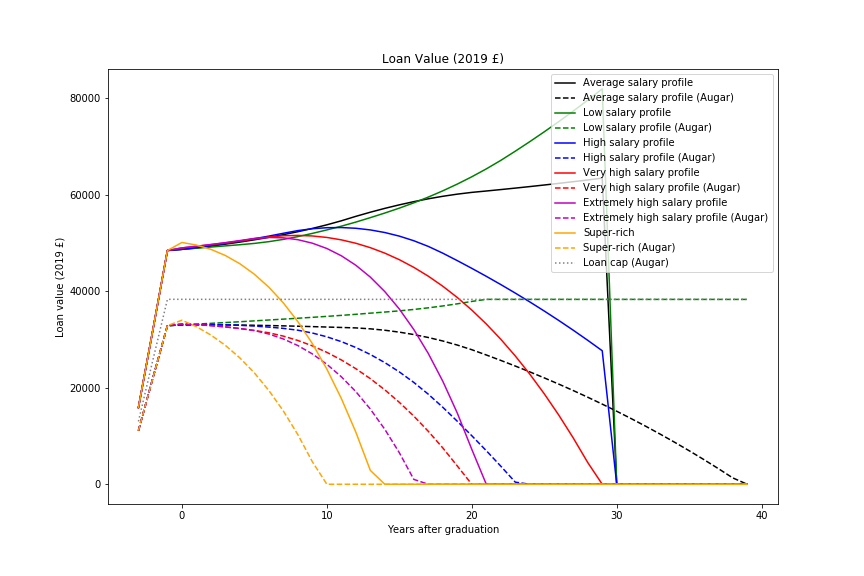 Loan Value (2019 £)
Loan value (2019 £)
80000
60000
40000
20000
0
Average salary profile
Average salary profile (Augar)
Low salary profile
Low salary profile (Augar)
High salary profile
High salary profile (Augar)
Very high salary profile
Very high salary profile (Augar)
Extremely high salary profile
Extremely high salary profile (Augar)
Super-rich
Super-rich (Augar)
Loan cap (Augar)
0
10
20
30
40
Years after graduation